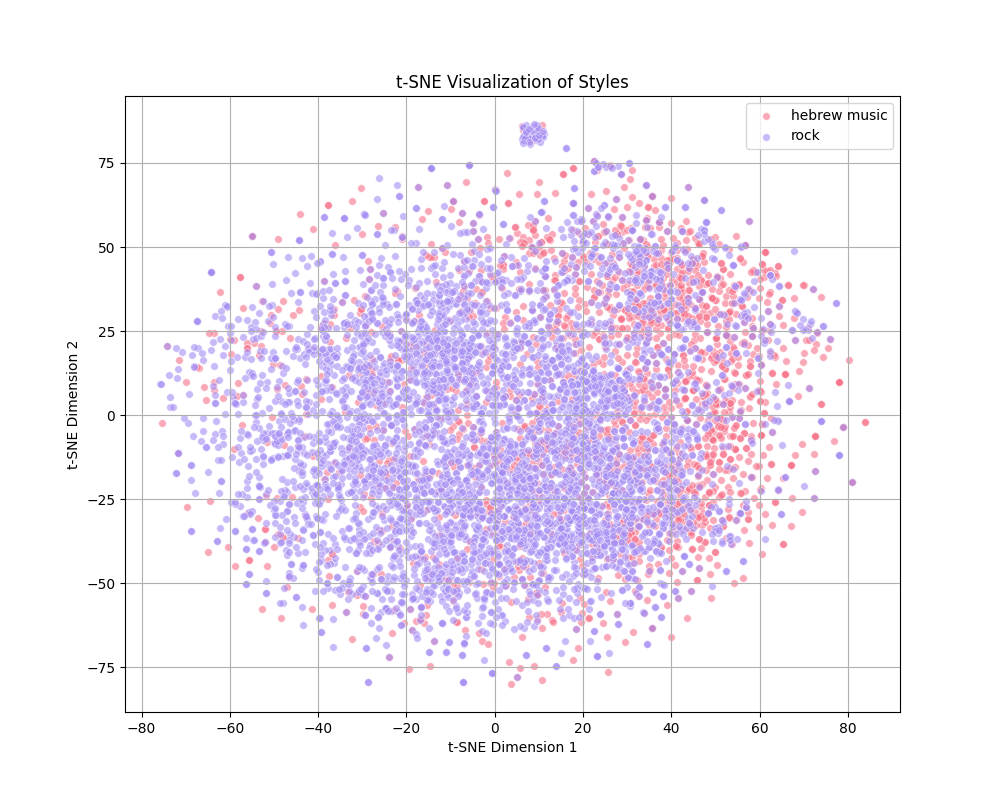 t-SNE Visualization of Styles
hebrew music
rock
75
50
25
0
−25
−50
−75
t-SNE Dimension 2
−80 −60 −40 −20 0 20 40 60 80
t-SNE Dimension 1